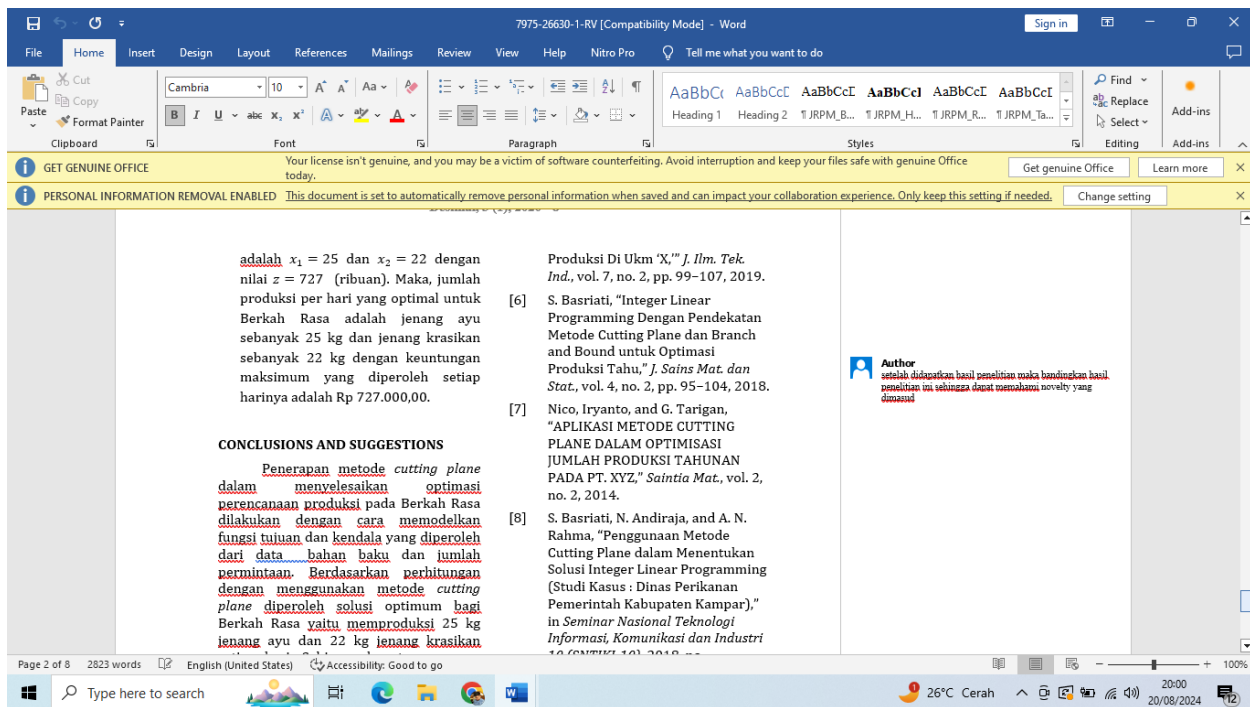 7975-26630-1-RV [Compatibility Mode] - Word
Sign in
File Home Insert Design Layout References Mailings Review View Help Nitro Pro Tell me what you want to do
Paste
Cut
Copy
Format Painter
Clipboard
Cambria 10
Font
Paragraph
AaBbC( AaBbCcD AaBbCcD AaBbCcI AaBbCcD AaBbCcD
Heading 1 Heading 2 ¶ JRPM_B... ¶ JRPM_H... ¶ JRPM_R... ¶ JRPM_Ta...
Styles
Find
Replace
Select
Editing
Add-ins
Add-ins
GET GENUINE OFFICE Your license isn't genuine, and you may be a victim of software counterfeiting. Avoid interruption and keep your files safe with genuine Office
today.
Get genuine Office Learn more
PERSONAL INFORMATION REMOVAL ENABLED This document is set to automatically remove personal information when saved and can impact your collaboration experience. Only keep this setting if needed. Change setting
adalah x₁ = 25 dan x₂ = 22 dengan
nilai z = 727 (ribuan). Maka, jumlah
produksi per hari yang optimal untuk
Berkah Rasa adalah jenang ayu
sebanyak 25 kg dan jenang krasikan
sebanyak 22 kg dengan keuntungan
maksimum yang diperoleh setiap
harinya adalah Rp 727.000,00.
CONCLUSIONS AND SUGGESTIONS
Penerapan metode cutting plane
dalam menyelesaikan optimasi
perencanaan produksi pada Berkah Rasa
dilakukan dengan cara memodelkan
fungsi tujuan dan kendala yang diperoleh
dari data bahan baku dan jumlah
permintaan. Berdasarkan perhitungan
dengan menggunakan metode cutting
plane diperoleh solusi optimum bagi
Berkah Rasa yaitu memproduksi 25 kg
jenang ayu dan 22 kg jenang krasikan
Produksi Di Ukm 'X,'" J. Ilm. Tek.
Ind., vol. 7, no. 2, pp. 99–107, 2019.
[6] S. Basriati, "Integer Linear
Programming Dengan Pendekatan
Metode Cutting Plane dan Branch
and Bound untuk Optimasi
Produksi Tahu," J. Sains Mat. dan
Stat., vol. 4, no. 2, pp. 95–104, 2018.
[7] Nico, Iryanto, and G. Tarigan,
"APLIKASI METODE CUTTING
PLANE DALAM OPTIMISASI
JUMLAH PRODUKSI TAHUNAN
PADA PT. XYZ," Saintia Mat., vol. 2,
no. 2, 2014.
[8] S. Basriati, N. Andiraja, and A. N.
Rahma, "Penggunaan Metode
Cutting Plane dalam Menentukan
Solusi Integer Linear Programming
(Studi Kasus : Dinas Perikanan
Pemerintah Kabupaten Kampar),"
in Seminar Nasional Teknologi
Informasi, Komunikasi dan Industri
Author
setelah didapatkan hasil penelitian maka bandingkan hasil
penelitian ini sehingga dapat memahami novelty yang
dimasud
Page 2 of 8 2823 words English (United States) Accessibility: Good to go 100%
Type here to search
26°C Cerah
20:00
20/08/2024
12